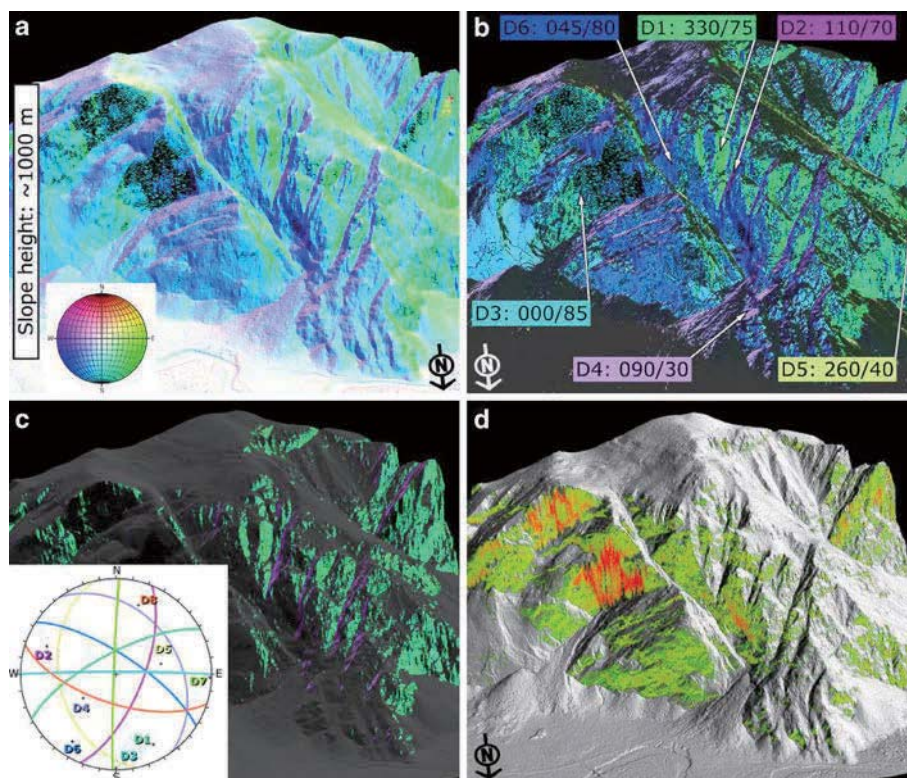 a
Slope height: ~1000 m
N
W
E
S
N
b
D6: 045/80
D1: 330/75
D2: 110/70
D3: 000/85
D4: 090/30
D5: 260/40
N
c
N
D8
D2
D5
W
E
D7
D4
D1
D6
D3
S
d
N